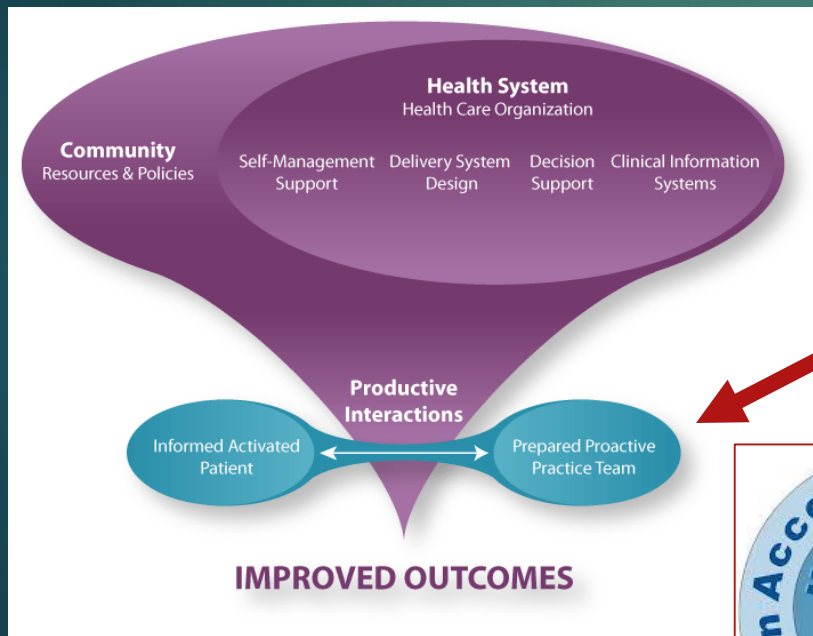 Health System
Health Care Organization
Community
Resources & Policies
Self-Management
Support
Delivery System
Design
Decision
Support
Clinical Information
Systems
Productive
Interactions
Informed Activated
Patient
Prepared Proactive
Practice Team
IMPROVED OUTCOMES